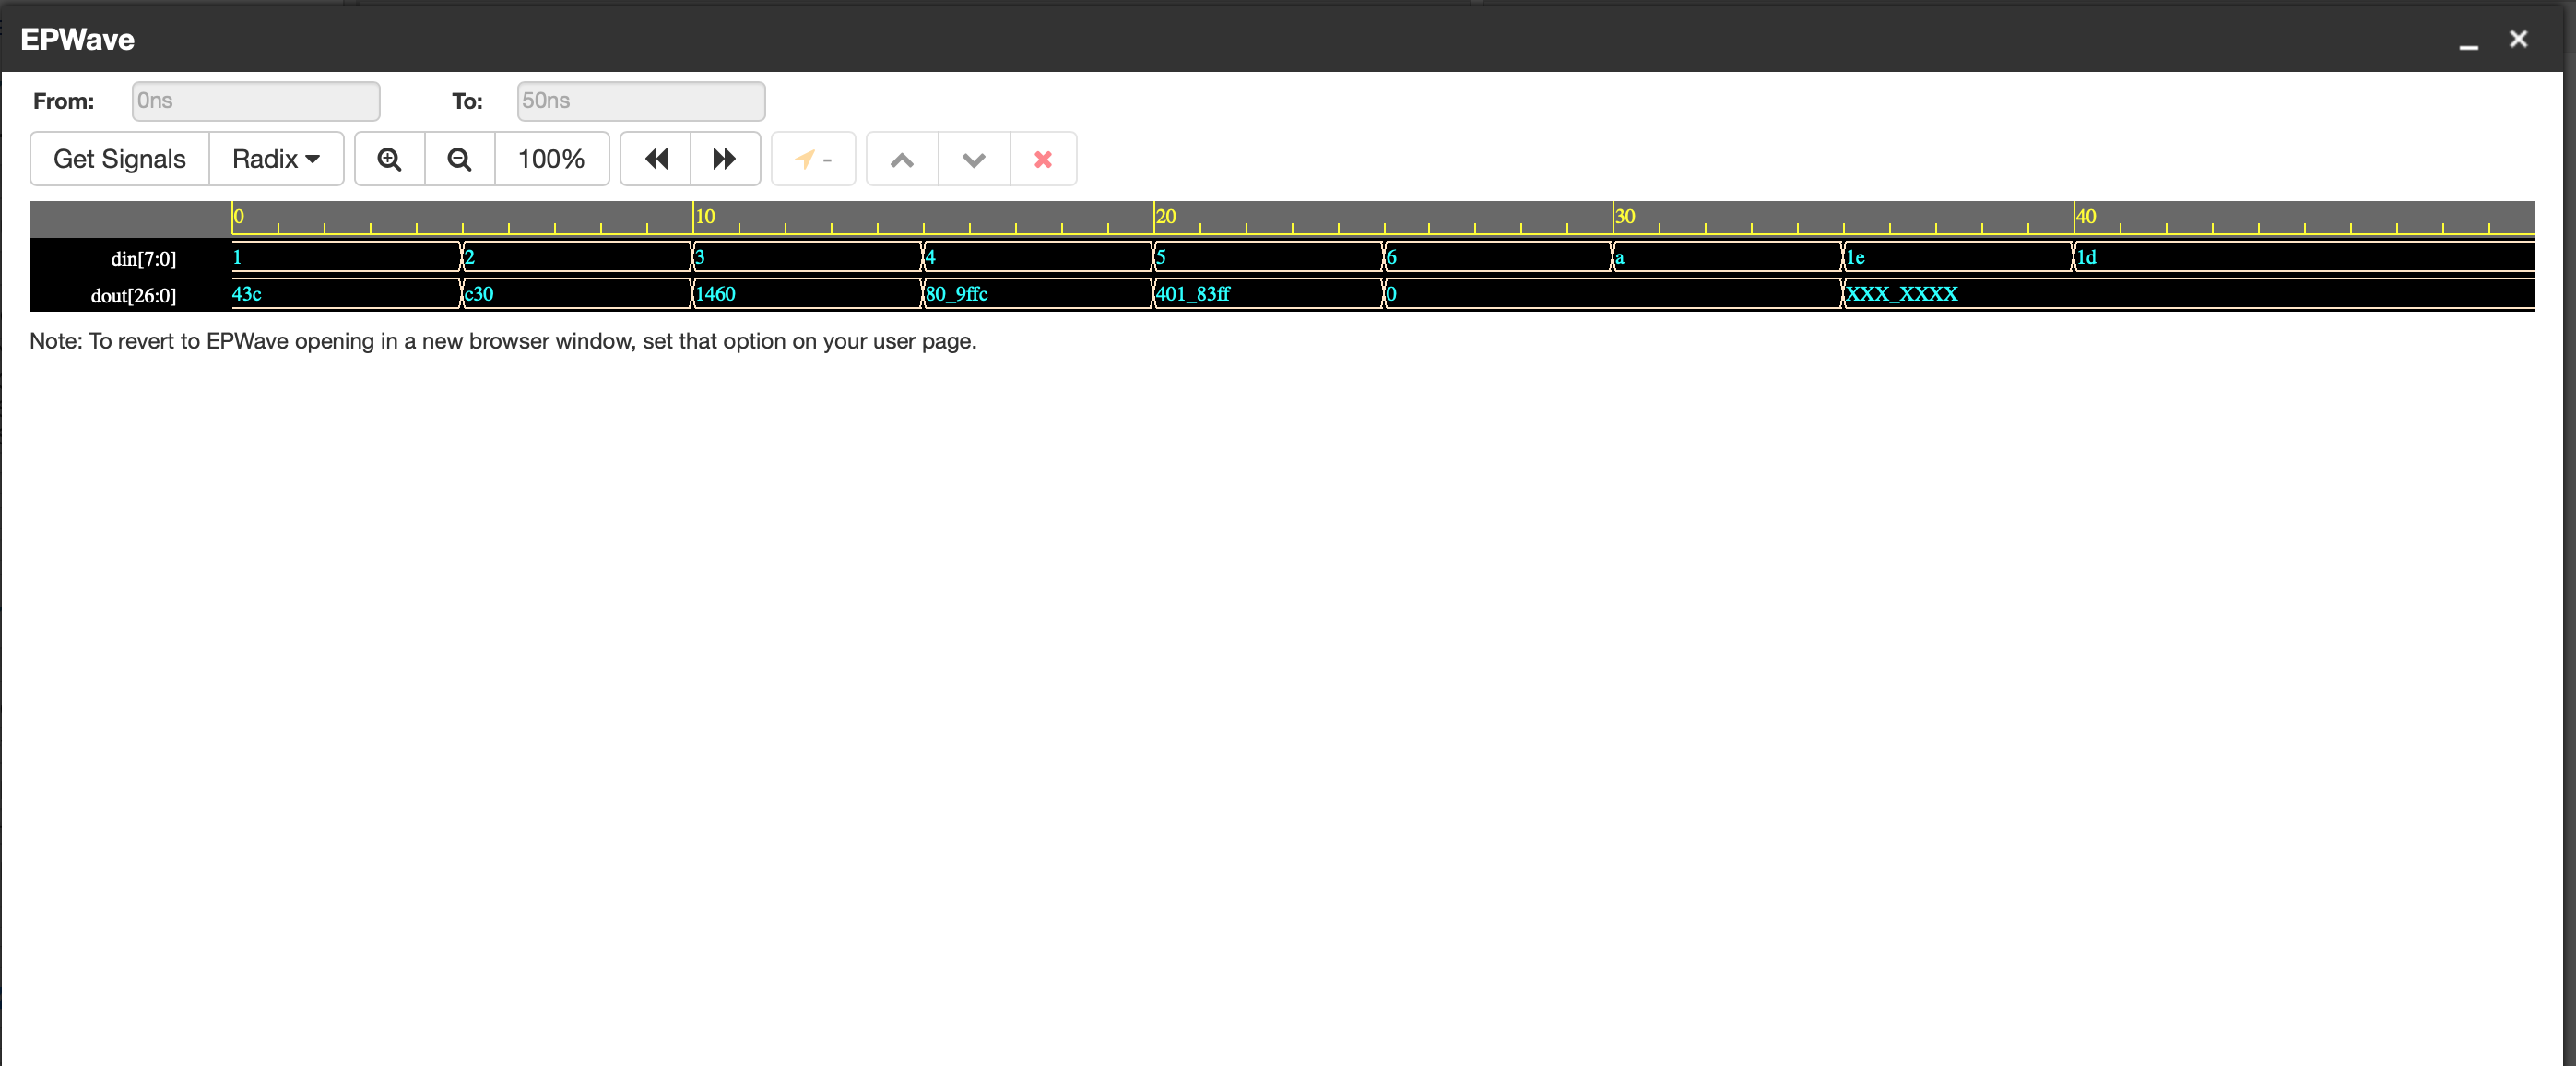 EPWave
From: 0ns To: 50ns
Get Signals Radix 100% -
0 10 20 30 40
din[7:0] 1 2 3 4 5 6 a 1e 1d
dout[26:0] 43c c30 1460 80_9ffc 401_83ff 0 XXX_XXXX
Note: To revert to EPWave opening in a new browser window, set that option on your user page.